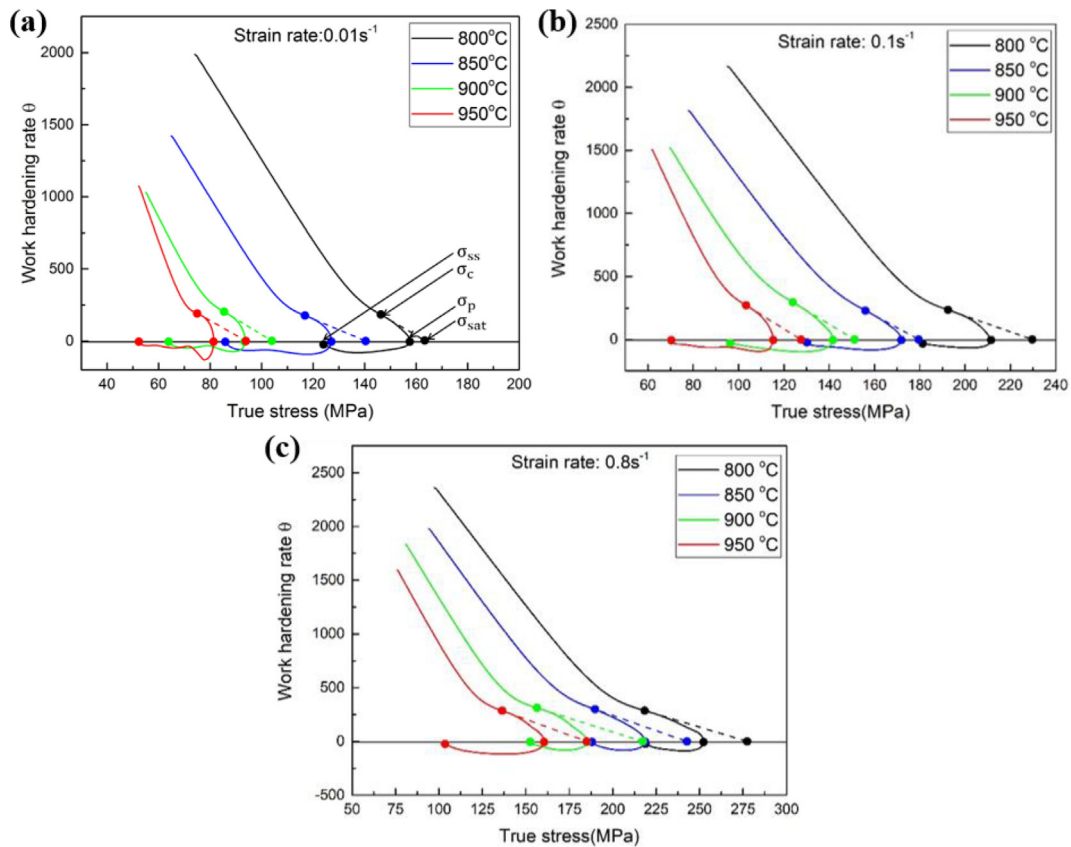 (a)
Strain rate:0.01s⁻¹
800°C
850°C
900°C
950°C
Work hardening rate θ
2000
1500
1000
500
0
σss
σc
σp
σsat
40 60 80 100 120 140 160 180 200
True stress (MPa)
(b)
Strain rate: 0.1s⁻¹
800 °C
850 °C
900 °C
950 °C
Work hardening rate θ
2500
2000
1500
1000
500
0
60 80 100 120 140 160 180 200 220 240
True stress(MPa)
(c)
Strain rate: 0.8s⁻¹
800 °C
850 °C
900 °C
950 °C
Work hardening rate θ
2500
2000
1500
1000
500
0
-500
50 75 100 125 150 175 200 225 250 275 300
True stress(MPa)